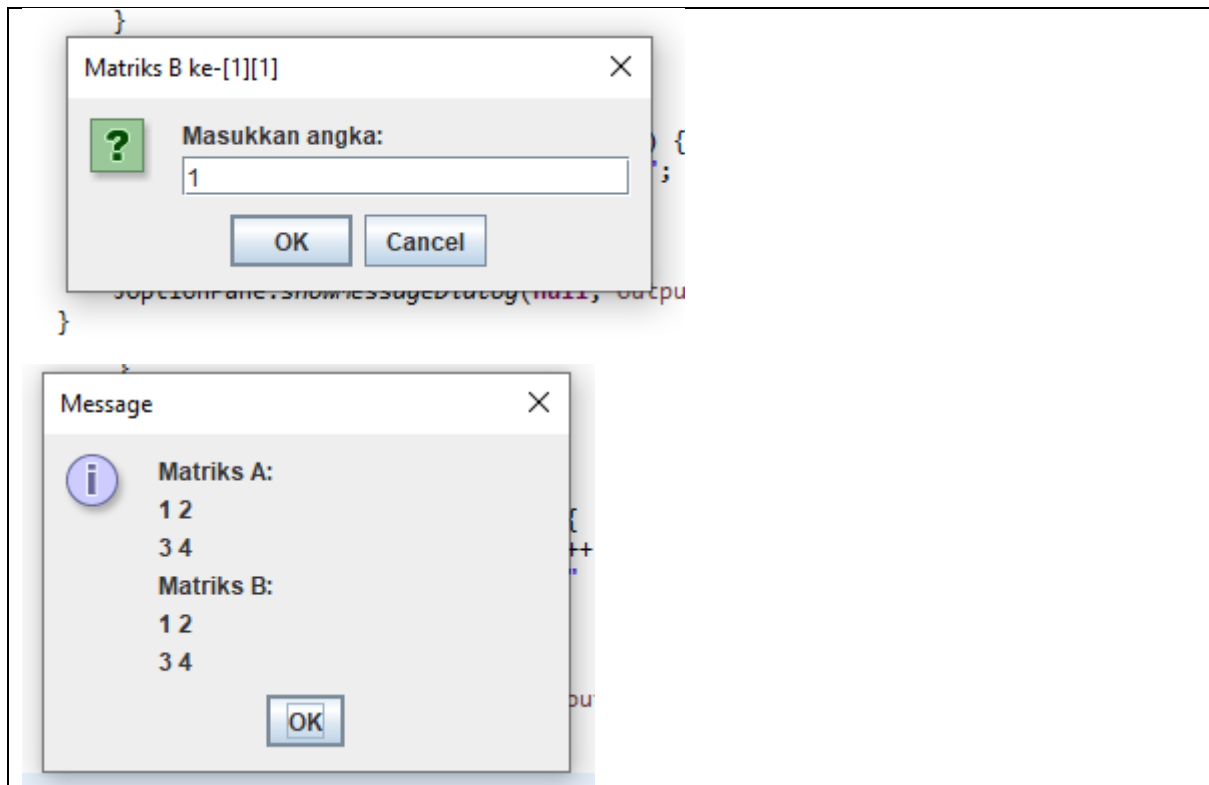 }
Matriks B ke-[1][1]
Masukkan angka:
) {
1
";
OK
Cancel
JOptionPane.showMessageDialog(null, outpu
}
}
Message
Matriks A:
1 2
3 4
{
++
"
Matriks B:
1 2
3 4
OK